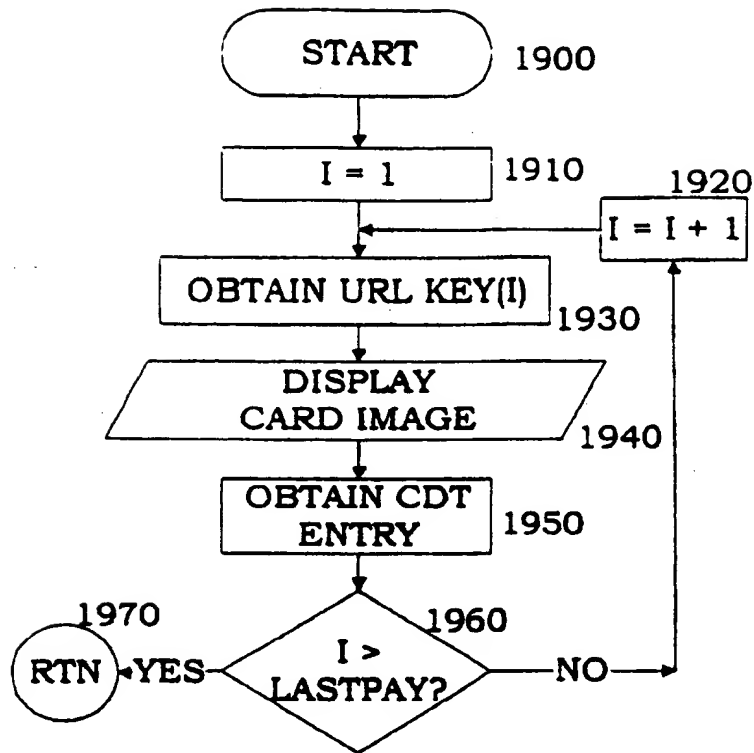 START
1900
I = 1
1910
1920
I = I + 1
OBTAIN URL KEY(I)
1930
DISPLAY
CARD IMAGE
1940
OBTAIN CDT
ENTRY
1950
1970
1960
RTN
YES
I >
LASTPAY?
NO